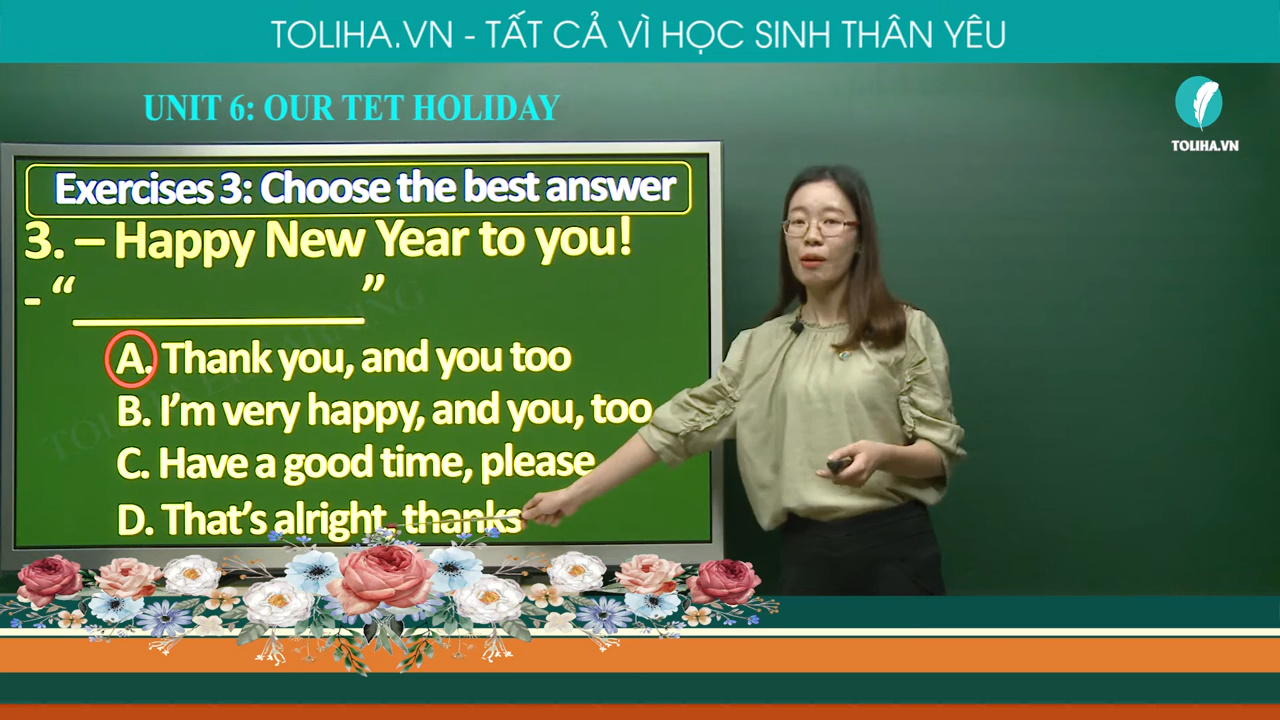 TOLIHA.VN - TẤT CẢ VÌ HỌC SINH THÂN YÊU
UNIT 6: OUR TET HOLIDAY
TOLIHA.VN
Exercises 3: Choose the best answer
3. – Happy New Year to you!
- “____________”
A. Thank you, and you too
B. I’m very happy, and you, too
C. Have a good time, please
D. That’s alright, thanks